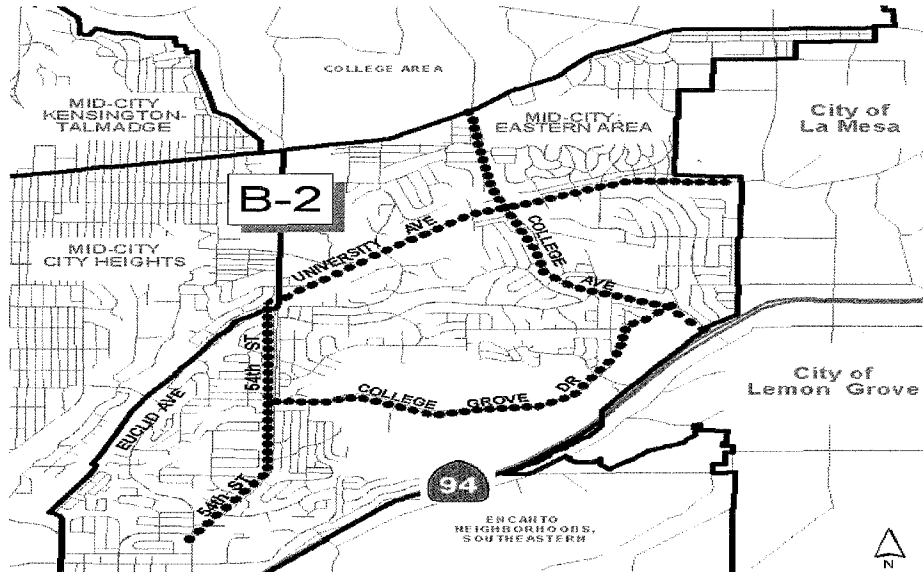 COLLEGE AREA
MID-CITY
KENSINGTON-
TALMADGE
MID-CITY:
EASTERN AREA
City of
La Mesa
B-2
MID-CITY
CITY HEIGHTS
UNIVERSITY AVE
COLLEGE AVE
54th ST
EUCLID AVE
COLLEGE GROVE DR
City of
Lemon Grove
54th ST
94
ENCANTO
NEIGHBORHOODS,
SOUTHEASTERN
N